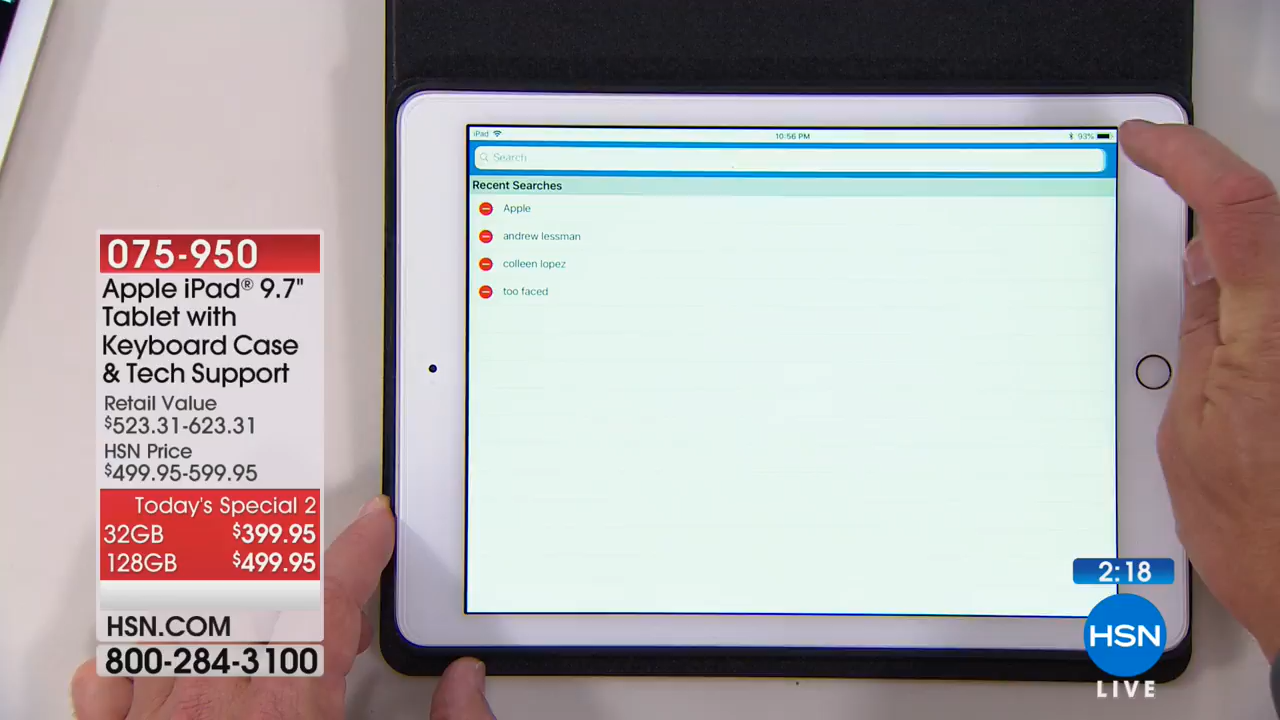 075-950
Apple iPad® 9.7"
Tablet with
Keyboard Case
& Tech Support
Retail Value
$523.31-623.31
HSN Price
$499.95-599.95
Today's Special 2
32GB $399.95
128GB $499.95
HSN.COM
800-284-3100
iPad 10:56 PM 93%
Search
Recent Searches
Apple
andrew lessman
colleen lopez
too faced
2:18
HSN
LIVE